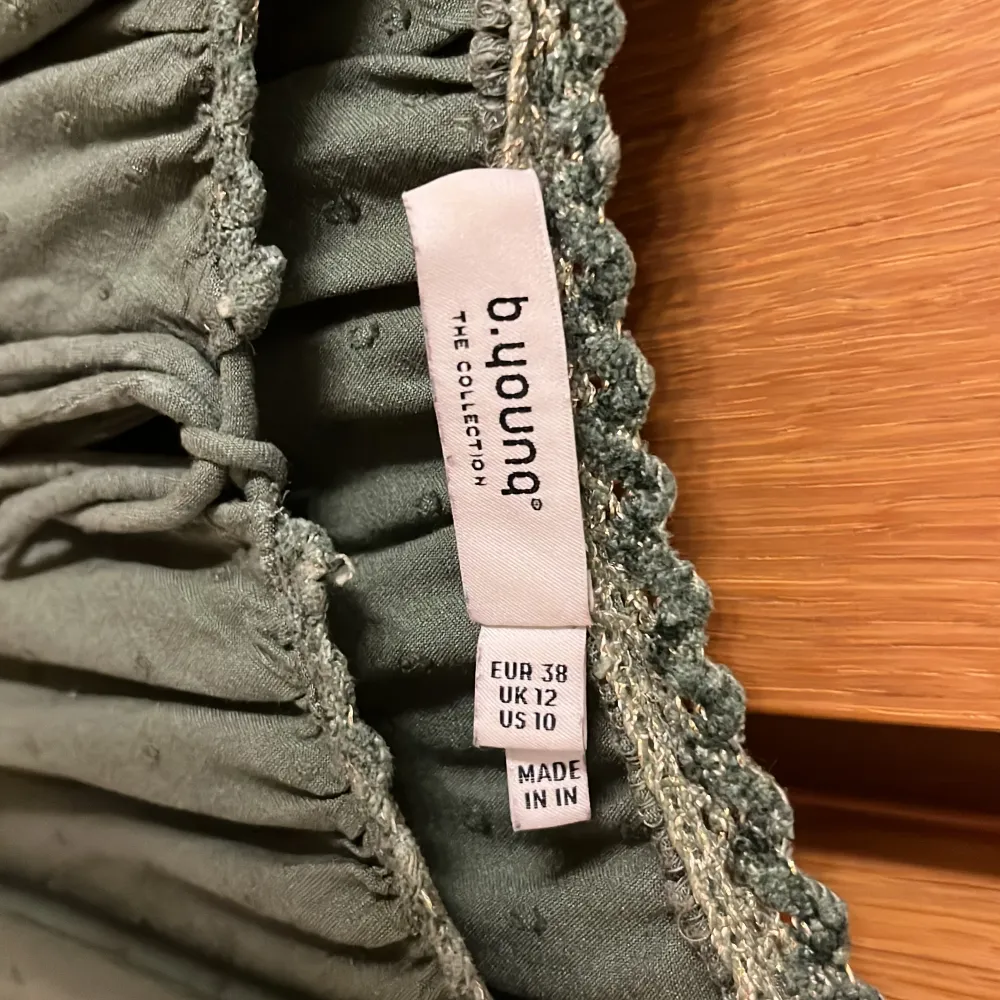 b.young®
THE COLLECTION
EUR 38
UK 12
US 10
MADE
IN IN